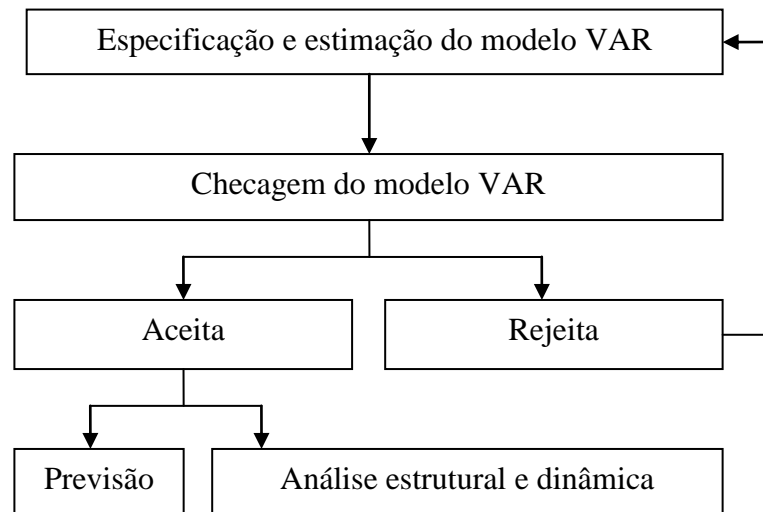 Especificação e estimação do modelo VAR
Checagem do modelo VAR
Aceita
Rejeita
Previsão
Análise estrutural e dinâmica